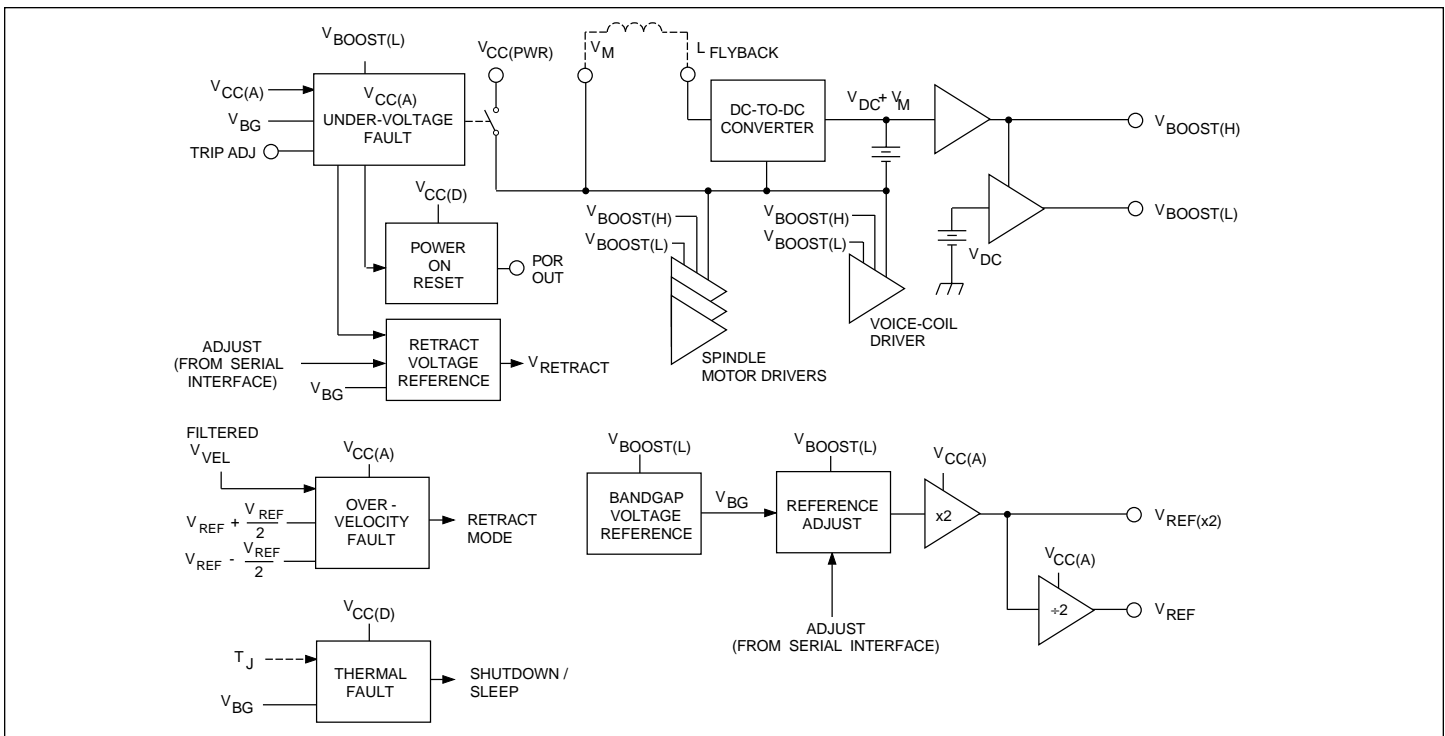 VBOOST(L)
VCC(A)
VBG
TRIP ADJ
VCC(A)
UNDER-VOLTAGE
FAULT
VCC(PWR)
VM
L FLYBACK
DC-TO-DC
CONVERTER
VDC + VM
VBOOST(H)
VBOOST(L)
VDC
VCC(D)
POWER
ON
RESET
POR
OUT
VBOOST(H)
VBOOST(L)
SPINDLE
MOTOR DRIVERS
VBOOST(H)
VBOOST(L)
VOICE-COIL
DRIVER
ADJUST
(FROM SERIAL
INTERFACE)
VBG
RETRACT
VOLTAGE
REFERENCE
VRETRACT
FILTERED
VVEL
VCC(A)
VREF + VREF/2
VREF - VREF/2
OVER -
VELOCITY
FAULT
RETRACT
MODE
VBOOST(L)
BANDGAP
VOLTAGE
REFERENCE
VBG
VBOOST(L)
REFERENCE
ADJUST
ADJUST
(FROM SERIAL INTERFACE)
VCC(A)
x2
VREF(x2)
VCC(A)
÷2
VREF
VCC(D)
TJ
VBG
THERMAL
FAULT
SHUTDOWN /
SLEEP